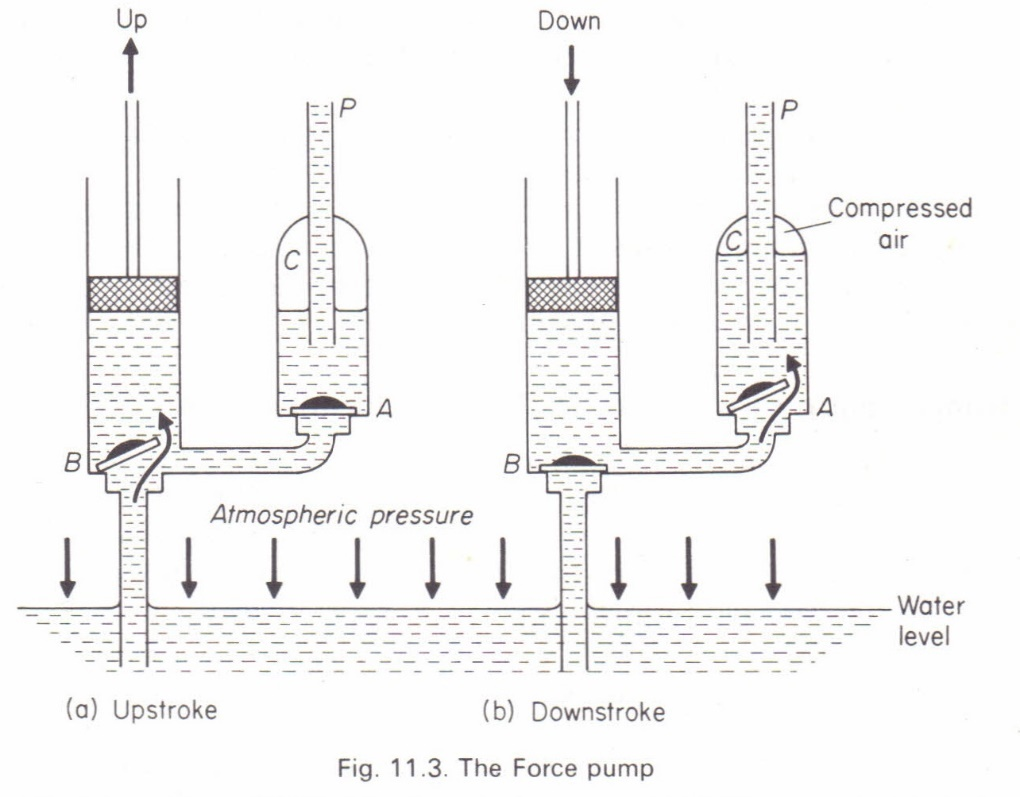 Up
Down
P
P
Compressed
air
C
C
A
A
B
B
Atmospheric pressure
Water
level
(a) Upstroke
(b) Downstroke
Fig. 11.3. The Force pump